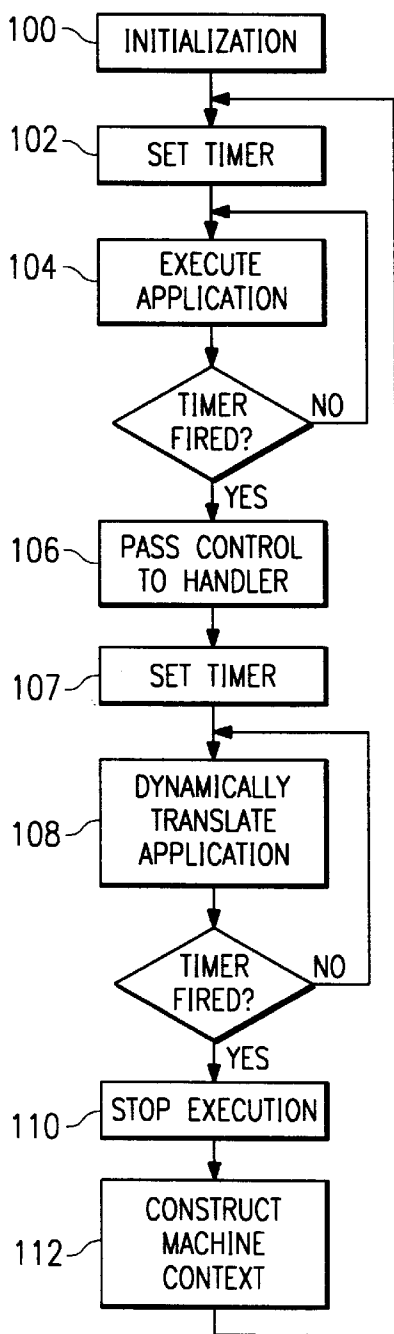 100
INITIALIZATION
102
SET TIMER
104
EXECUTE
APPLICATION
TIMER
FIRED?
NO
YES
106
PASS CONTROL
TO HANDLER
107
SET TIMER
108
DYNAMICALLY
TRANSLATE
APPLICATION
TIMER
FIRED?
NO
YES
110
STOP EXECUTION
112
CONSTRUCT
MACHINE
CONTEXT